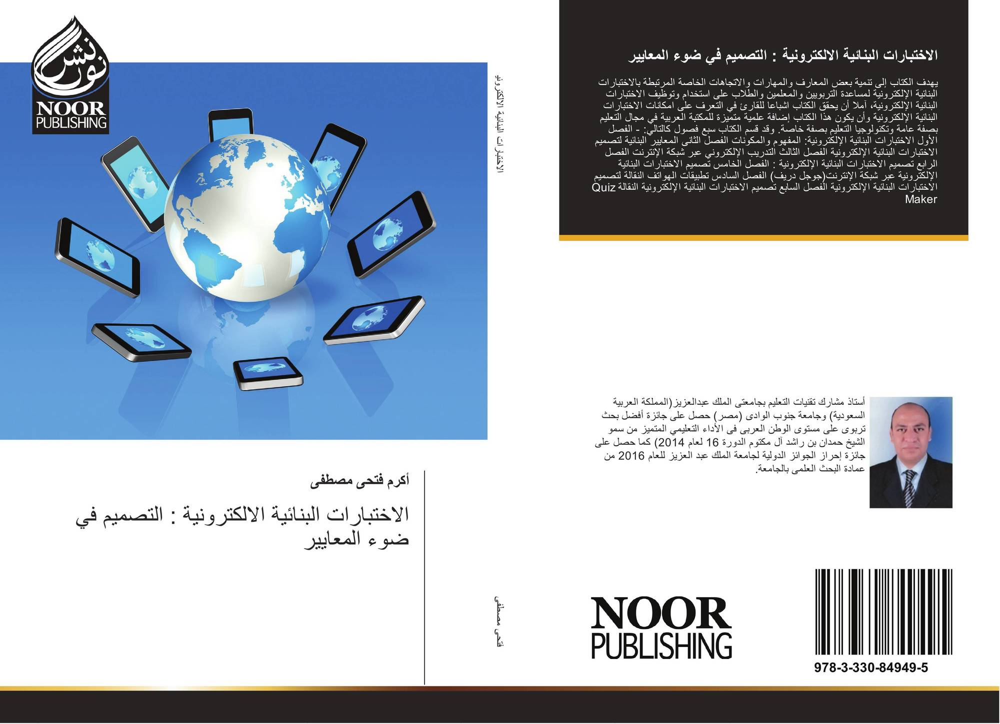 نور نشر
NOOR
PUBLISHING
أكرم فتحى مصطفى
الاختبارات البنائية الالكترونية : التصميم في
ضوء المعايير
الاختبارات البنائية الالكتروني
فتحى مصطفى
الاختبارات البنائية الالكترونية : التصميم في ضوء المعايير
يهدف الكتاب إلى تنمية بعض المعارف والمهارات والاتجاهات الخاصة المرتبطة بالاختبارات
البنائية الإلكترونية لمساعدة التربويين والمعلمين والطلاب على استخدام وتوظيف الاختبارات
البنائية الإلكترونية، آملا أن يحقق الكتاب اشباعا للقارئ في التعرف على امكانات الاختبارات
البنائية الإلكترونية وأن يكون هذا الكتاب إضافة علمية متميزة للمكتبة العربية في مجال التعليم
بصفة عامة وتكنولوجيا التعليم بصفة خاصة. وقد قسم الكتاب سبع فصول كالتالي: - الفصل
الأول الاختبارات البنائية الإلكترونية: المفهوم والمكونات الفصل الثانى المعايير البنائية لتصميم
الاختبارات البنائية الإلكترونية الفصل الثالث التدريب الإلكتروني عبر شبكة الإنترنت الفصل
الرابع تصميم الاختبارات البنائية الإلكترونية : الفصل الخامس تصميم الاختبارات البنائية
الإلكترونية عبر شبكة الإنترنت(جوجل دريف) الفصل السادس تطبيقات الهواتف النقالة لتصميم
الاختبارات البنائية الإلكترونية الفصل السابع تصميم الاختبارات البنائية الإلكترونية النقالة Quiz
Maker
أستاذ مشارك تقنيات التعليم بجامعتى الملك عبدالعزيز(المملكة العربية
السعودية) وجامعة جنوب الوادى (مصر) حصل على جائزة أفضل بحث
تربوى على مستوى الوطن العربى فى الأداء التعليمي المتميز من سمو
الشيخ حمدان بن راشد آل مكتوم الدورة 16 لعام 2014) كما حصل على
جائزة إحراز الجوائز الدولية لجامعة الملك عبد العزيز للعام 2016 من
عمادة البحث العلمى بالجامعة.
NOOR
PUBLISHING
978-3-330-84949-5